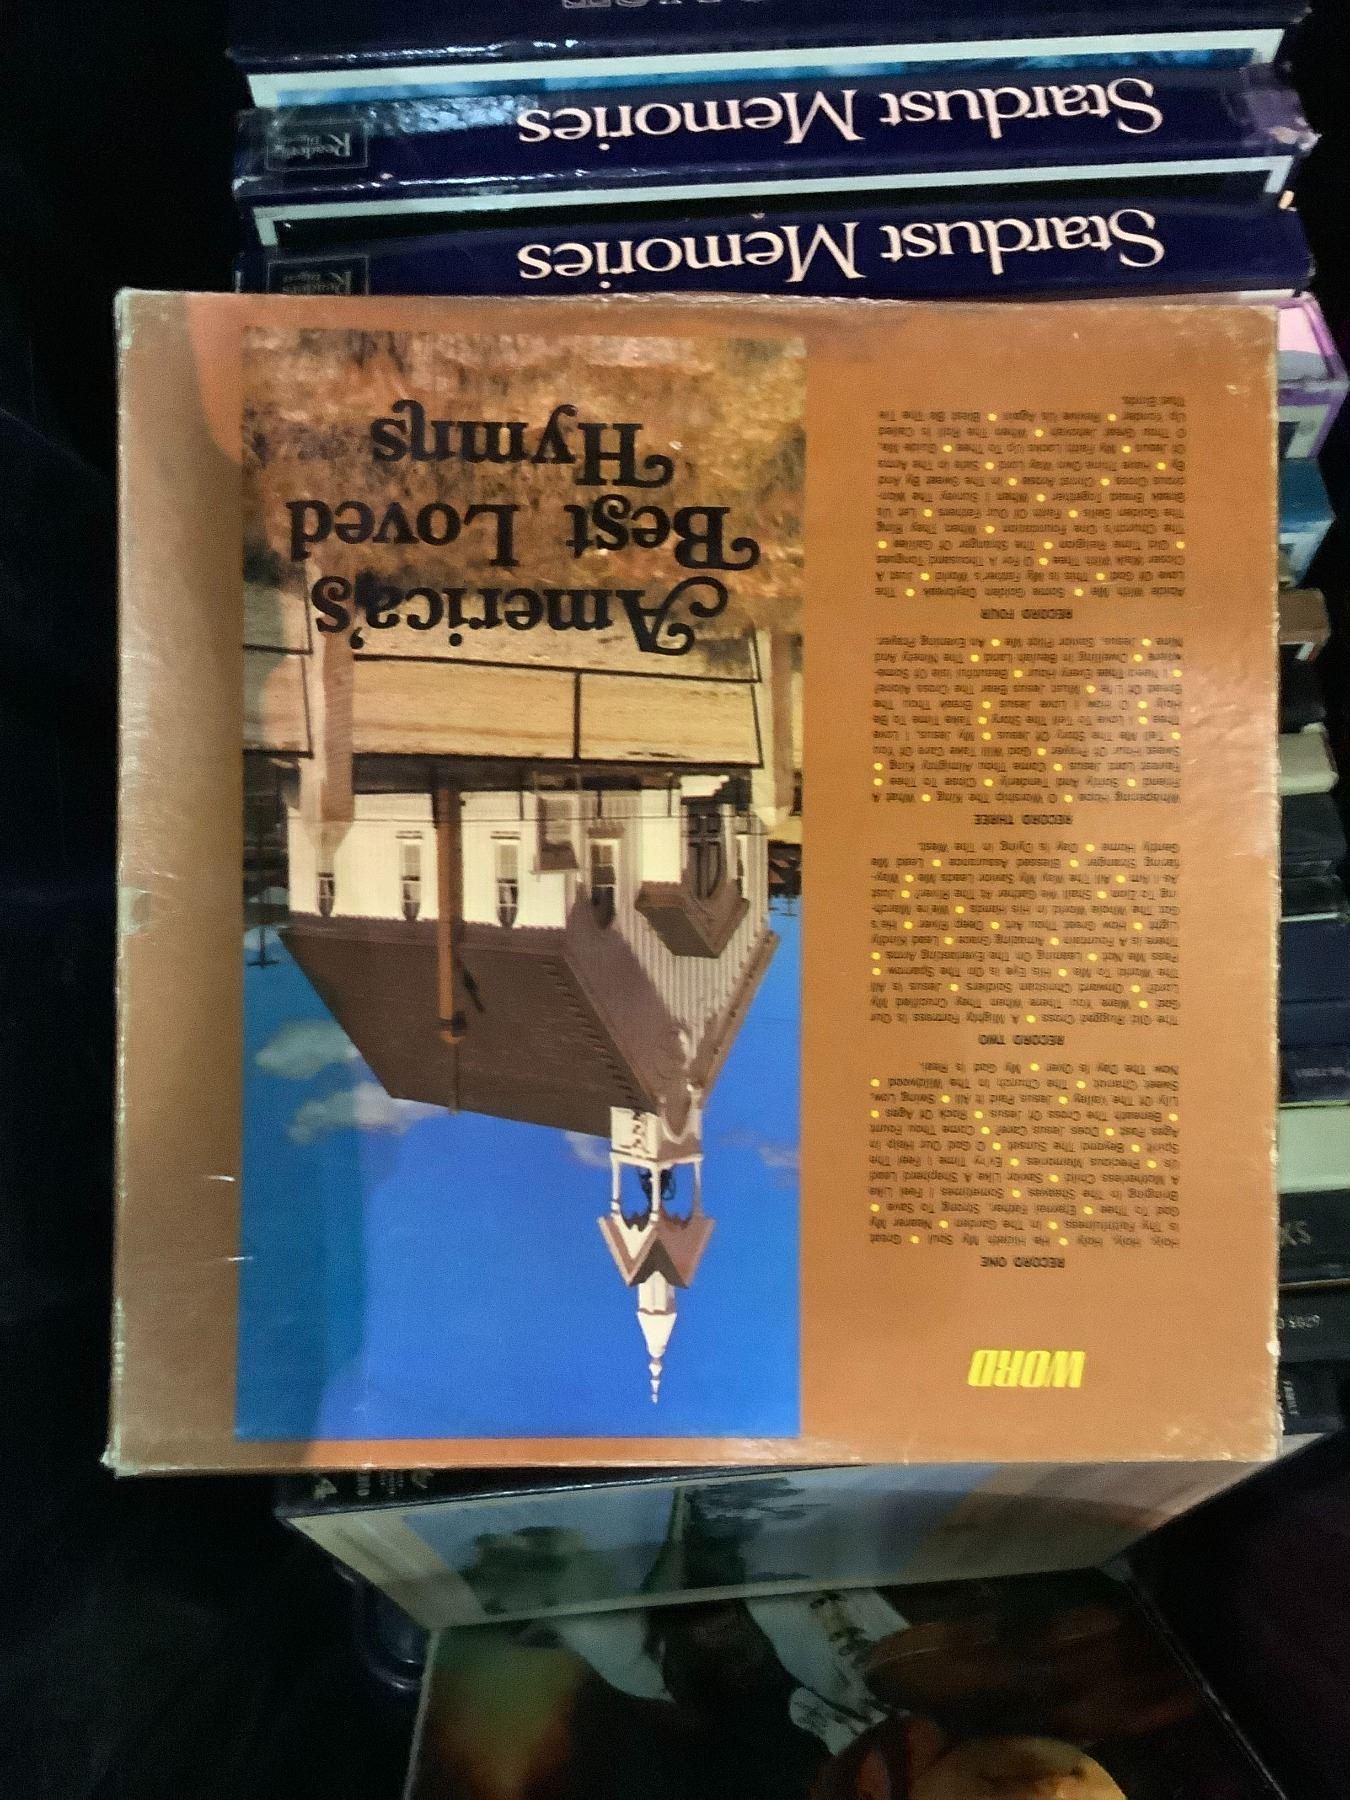 WORD
RECORD ONE
Holy, Holy, Holy • He Hideth My Soul • Great
Is Thy Faithfulness • In The Garden • Nearer My
God To Thee • Eternal Father, Strong To Save •
Bringing In The Sheaves • Sometimes I Feel Like
A Motherless Child • Savior Like A Shepherd Lead
Us • Precious Memories • Ev'ry Time I Feel The
Spirit • Beyond The Sunset • O God Our Help In
Ages Past • Does Jesus Care? • Come Thou Fount
• Beneath The Cross Of Jesus • Rock Of Ages •
Lily Of The Valley • Jesus Paid It All • Swing Low,
Sweet Chariot • The Church In The Wildwood •
Now The Day Is Over • My God Is Real.
RECORD TWO
The Old Rugged Cross • A Mighty Fortress Is Our
God • Were You There When They Crucified My
Lord? • Onward Christian Soldiers • Jesus Is All
The World To Me • His Eye Is On The Sparrow •
Pass Me Not • Leaning On The Everlasting Arms •
There Is A Fountain • Amazing Grace • Lead Kindly
Light • How Great Thou Art • Deep River • He's
Got The Whole World In His Hands • We're March-
ing To Zion • Shall We Gather At The River? • Just
As I Am • All The Way My Savior Leads Me • Way-
faring Stranger • Blessed Assurance • Lead Me
Gently Home • Day Is Dying In The West.
RECORD THREE
Whispering Hope • O Worship The King • What A
Friend • Softly And Tenderly • Close To Thee •
Fairest Lord Jesus • Come Thou Almighty King •
Sweet Hour Of Prayer • God Will Take Care Of You
• Tell Me The Story Of Jesus • My Jesus, I Love
Thee • I Love To Tell The Story • Take Time To Be
Holy • O How I Love Jesus • Break Thou The
Bread Of Life • Must Jesus Bear The Cross Alone?
• I Need Thee Every Hour • Beautiful Isle Of Some-
where • Dwelling In Beulah Land • The Ninety And
Nine • Jesus, Savior Pilot Me • An Evening Prayer.
RECORD FOUR
Abide With Me • Some Golden Daybreak • The
Love Of God • This Is My Father's World • Just A
Closer Walk With Thee • O For A Thousand Tongues
• Old Time Religion • The Stranger Of Galilee •
The Church's One Foundation • When They Ring
The Golden Bells • Faith Of Our Fathers • Let Us
Break Bread Together • When I Survey The Won-
drous Cross • Christ Arose • In The Sweet By And
By • Have Thine Own Way Lord • Safe In The Arms
Of Jesus • My Faith Looks Up To Thee • Guide Me,
O Thou Great Jehovah • When The Roll Is Called
Up Yonder • Revive Us Again • Blest Be The Tie
That Binds.
America's
Best Loved
Hymns
Stardust Memories
Reader's Digest
Stardust Memories
Reader's Digest